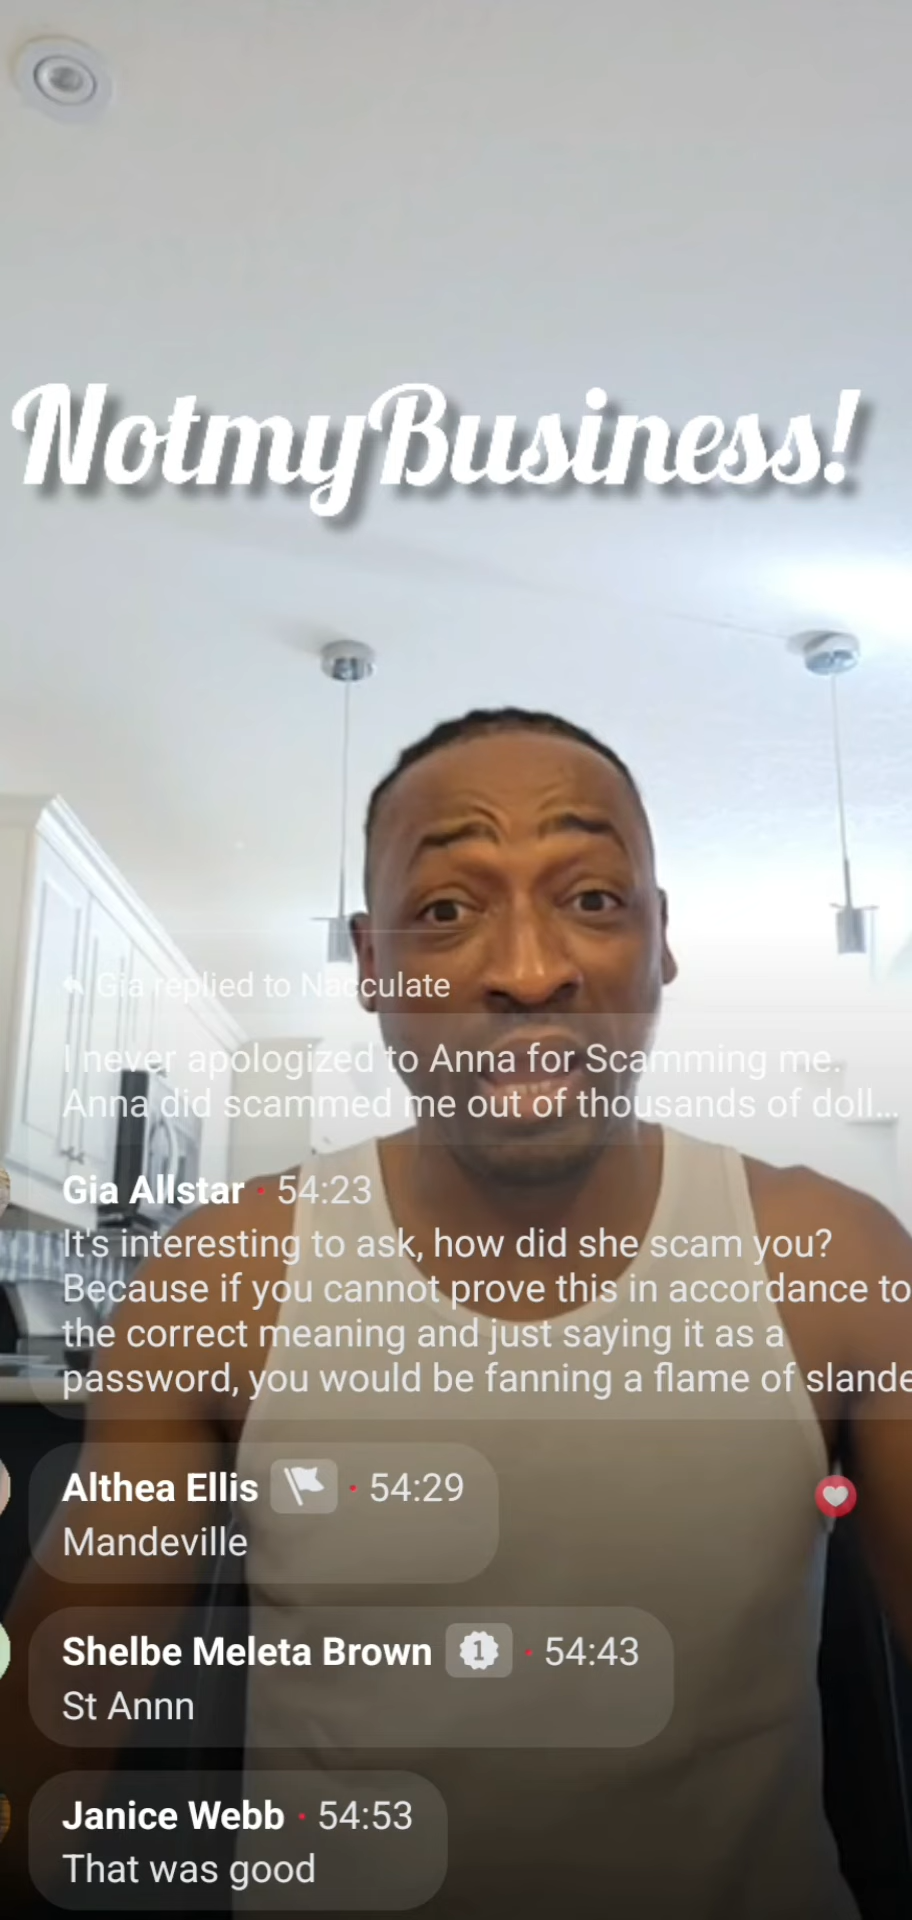 NotmyBusiness!
Gia replied to Nacculate
I never apologized to Anna for Scamming me.
Anna did scammed me out of thousands of doll...
Gia Allstar · 54:23
It's interesting to ask, how did she scam you?
Because if you cannot prove this in accordance to
the correct meaning and just saying it as a
password, you would be fanning a flame of slande
Althea Ellis · 54:29
Mandeville
Shelbe Meleta Brown 1 · 54:43
St Annn
Janice Webb · 54:53
That was good